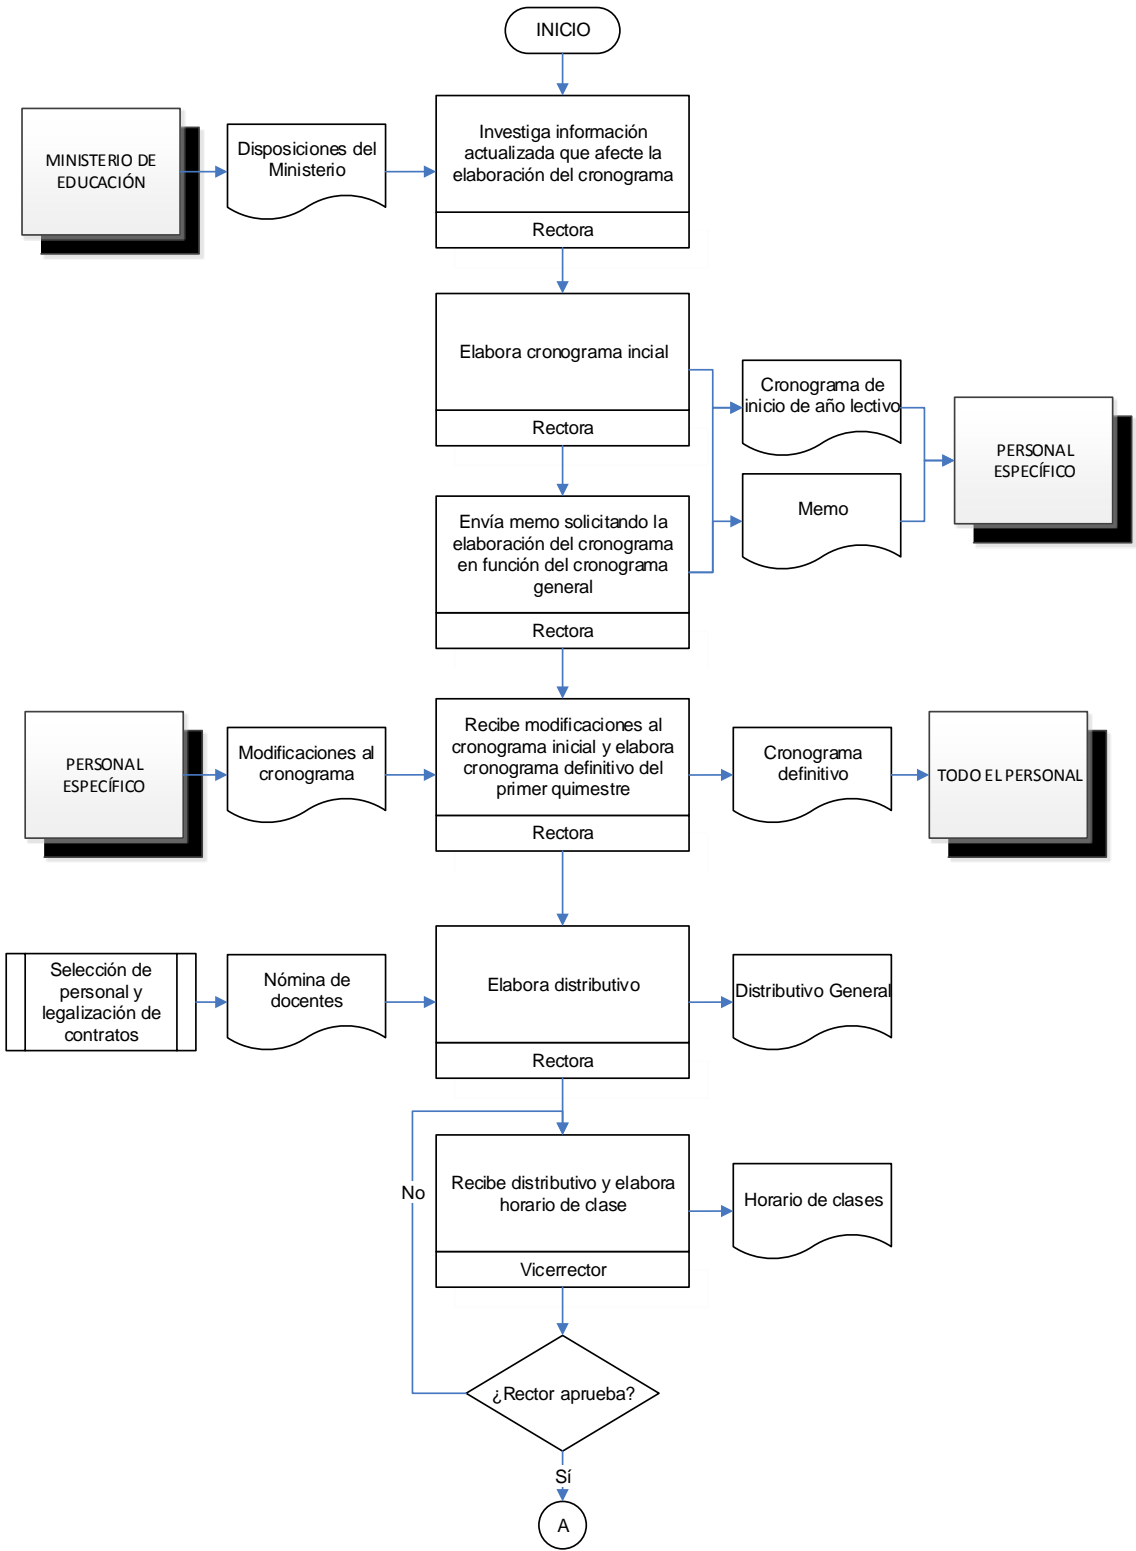 INICIO
MINISTERIO DE
EDUCACIÓN
Disposiciones del
Ministerio
Investiga información
actualizada que afecte la
elaboración del cronograma
Rectora
Elabora cronograma incial
Rectora
Cronograma de
inicio de año lectivo
PERSONAL
ESPECÍFICO
Memo
Envía memo solicitando la
elaboración del cronograma
en función del cronograma
general
Rectora
PERSONAL
ESPECÍFICO
Modificaciones al
cronograma
Recibe modificaciones al
cronograma inicial y elabora
cronograma definitivo del
primer quimestre
Rectora
Cronograma
definitivo
TODO EL PERSONAL
Selección de
personal y
legalización de
contratos
Nómina de
docentes
Elabora distributivo
Rectora
Distributivo General
No
Recibe distributivo y elabora
horario de clase
Vicerrector
Horario de clases
¿Rector aprueba?
Sí
A